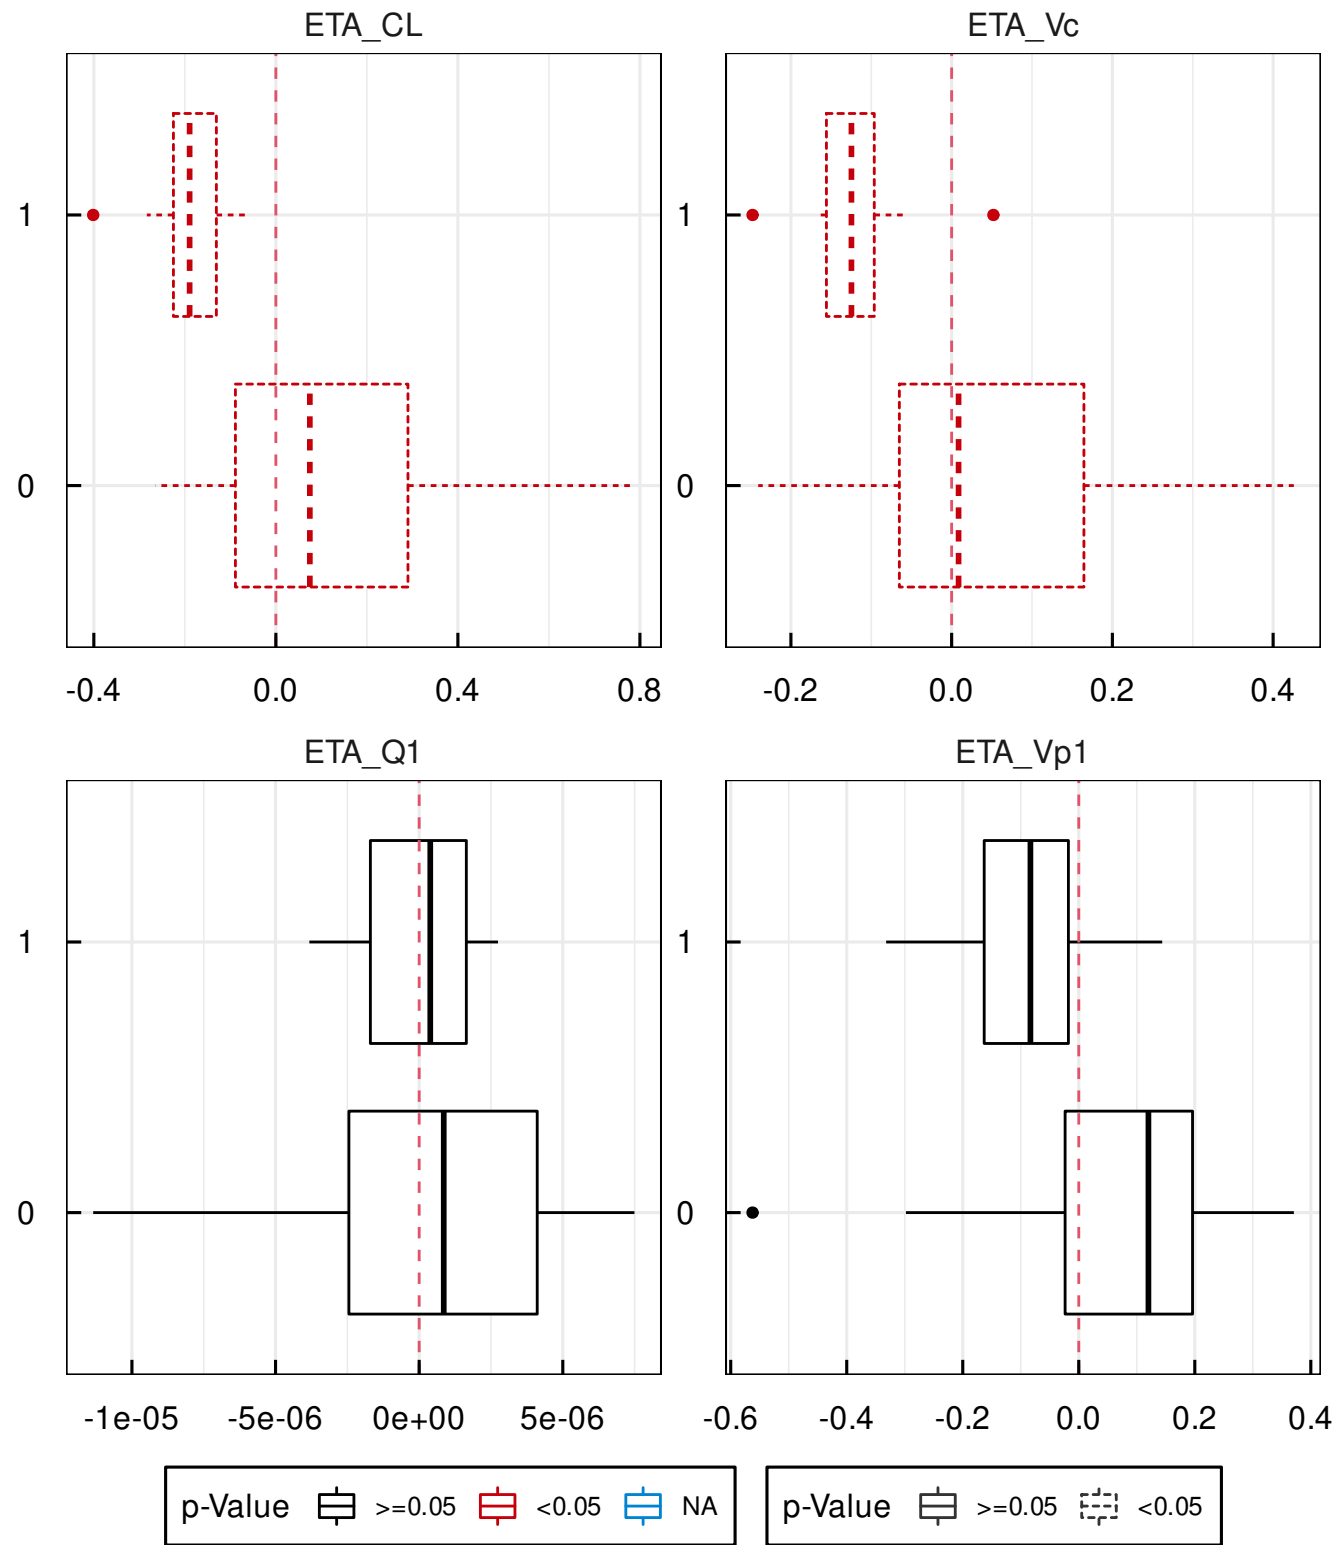 ETA_CL ETA_Vc
1 1
0 0
-0.4 0.0 0.4 0.8 -0.2 0.0 0.2 0.4
ETA_Q1 ETA_Vp1
1 1
0 0
-1e-05 -5e-06 0e+00 5e-06 -0.6 -0.4 -0.2 0.0 0.2 0.4
p-Value >=0.05 <0.05 NA p-Value >=0.05 <0.05